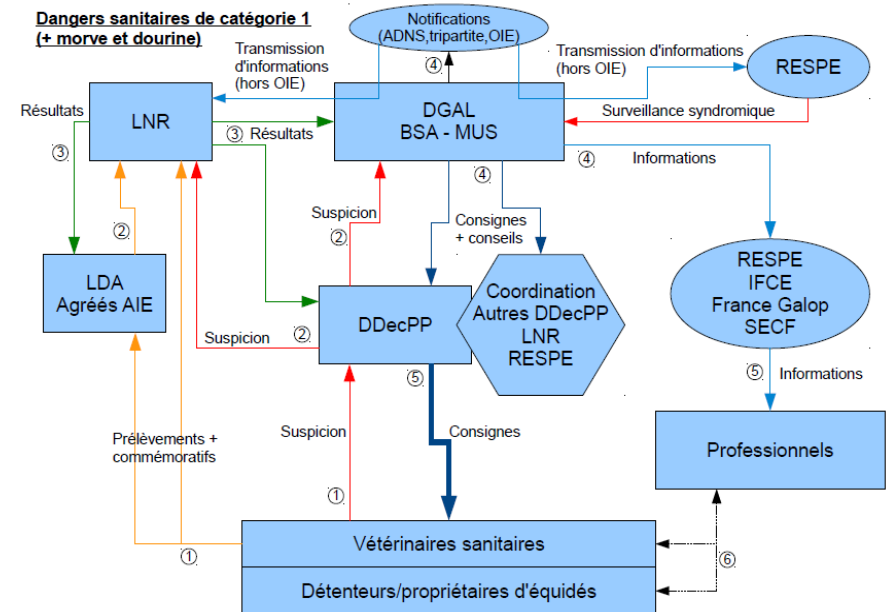 Dangers sanitaires de catégorie 1
(+ morve et dourine)
Notifications
(ADNS,tripartite,OIE)
④
Transmission
d'informations
(hors OIE)
Transmission d'informations
(hors OIE)
RESPE
Surveillance syndromique
Résultats
③
LNR
③ Résultats
DGAL
BSA - MUS
④
④
Informations
Suspicion
②
Consignes
+ conseils
②
LDA
Agréés AIE
Suspicion
②
DDecPP
Coordination
Autres DDecPP
LNR
RESPE
RESPE
IFCE
France Galop
SECF
⑤
⑤ Informations
Prélèvements +
commémoratifs
Suspicion
Consignes
Professionnels
①
①
Vétérinaires sanitaires
⑥
Détenteurs/propriétaires d'équidés